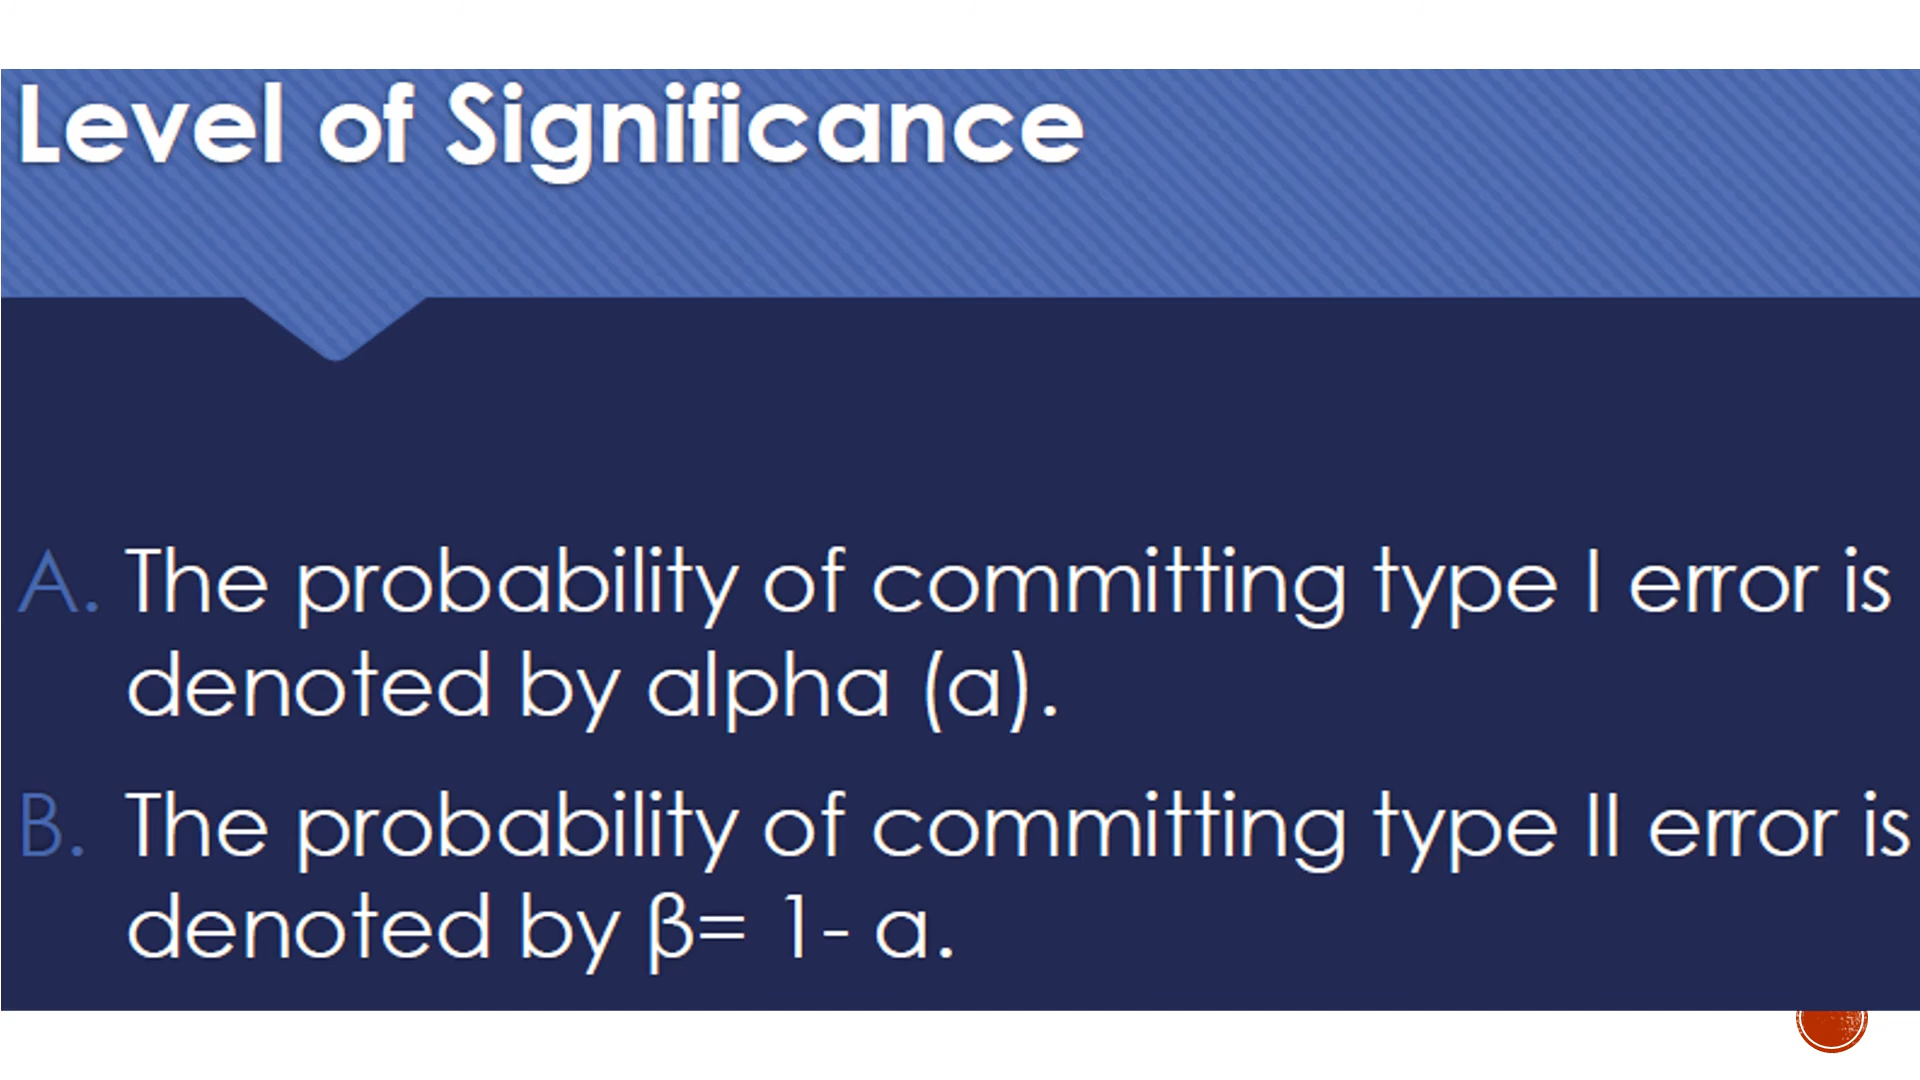 Level of Significance
A. The probability of committing type I error is
denoted by alpha (α).
B. The probability of committing type II error is
denoted by β= 1- α.